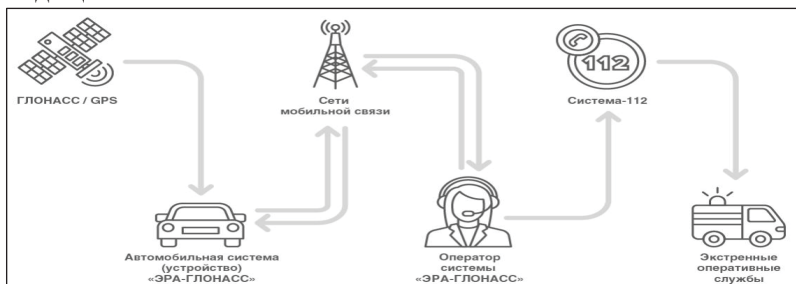 ГЛОНАСС / GPS
Сети
мобильной связи
112
Система-112
Автомобильная система
(устройство)
«ЭРА-ГЛОНАСС»
Оператор
системы
«ЭРА-ГЛОНАСС»
Экстренные
оперативные
службы